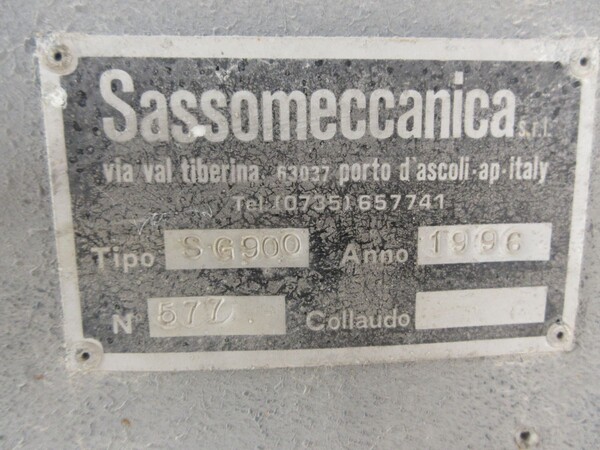 Sassomeccanica s.r.l.
via val tiberina, 63037 porto d'ascoli-ap-italy
Tel. (0735) 657741
Tipo SG900 Anno 1996
N° 577 Collaudo